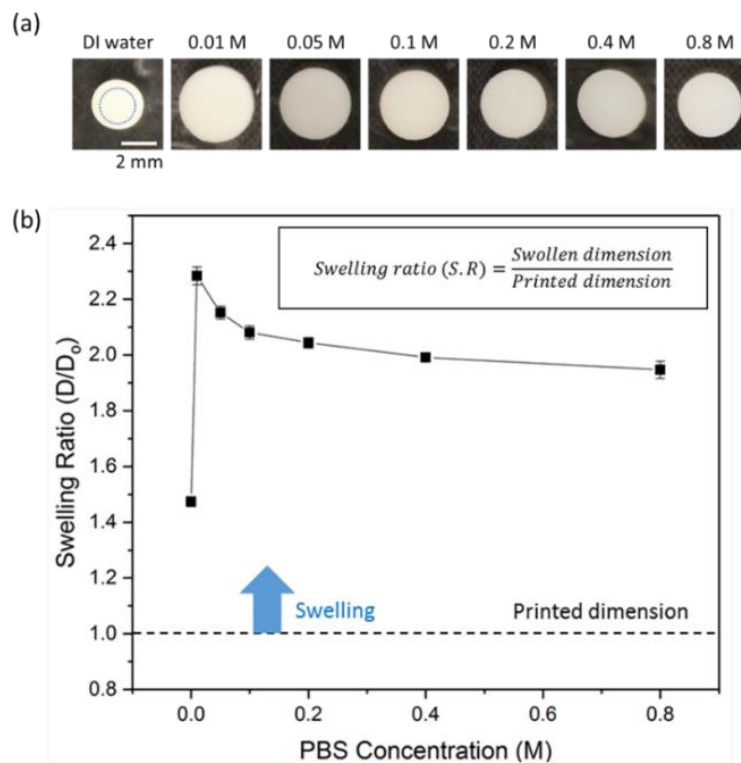 (a)
DI water 0.01 M 0.05 M 0.1 M 0.2 M 0.4 M 0.8 M
2 mm
(b)
Swelling ratio (S.R) = Swollen dimension / Printed dimension
Swelling Ratio (D/Do)
2.4
2.2
2.0
1.8
1.6
1.4
1.2
1.0
0.8
Swelling
Printed dimension
0.0 0.2 0.4 0.6 0.8
PBS Concentration (M)